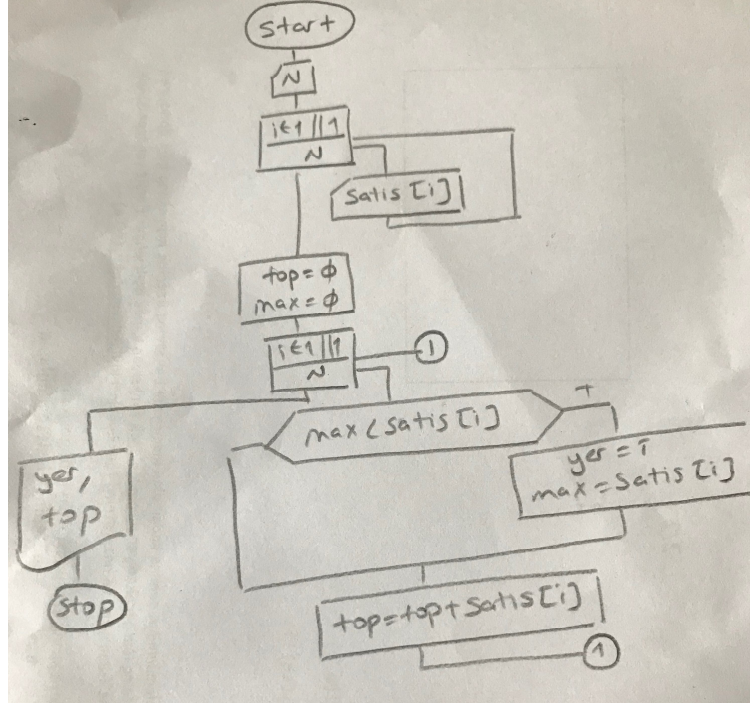 Start
N
i←1 || 1
N
Satis [i]
top=φ
max=φ
i←1 || 1
N
1
max < satis [i]
+
yer = i
max = Satis [i]
yer,
top
stop
top=top+Satis[i]
1